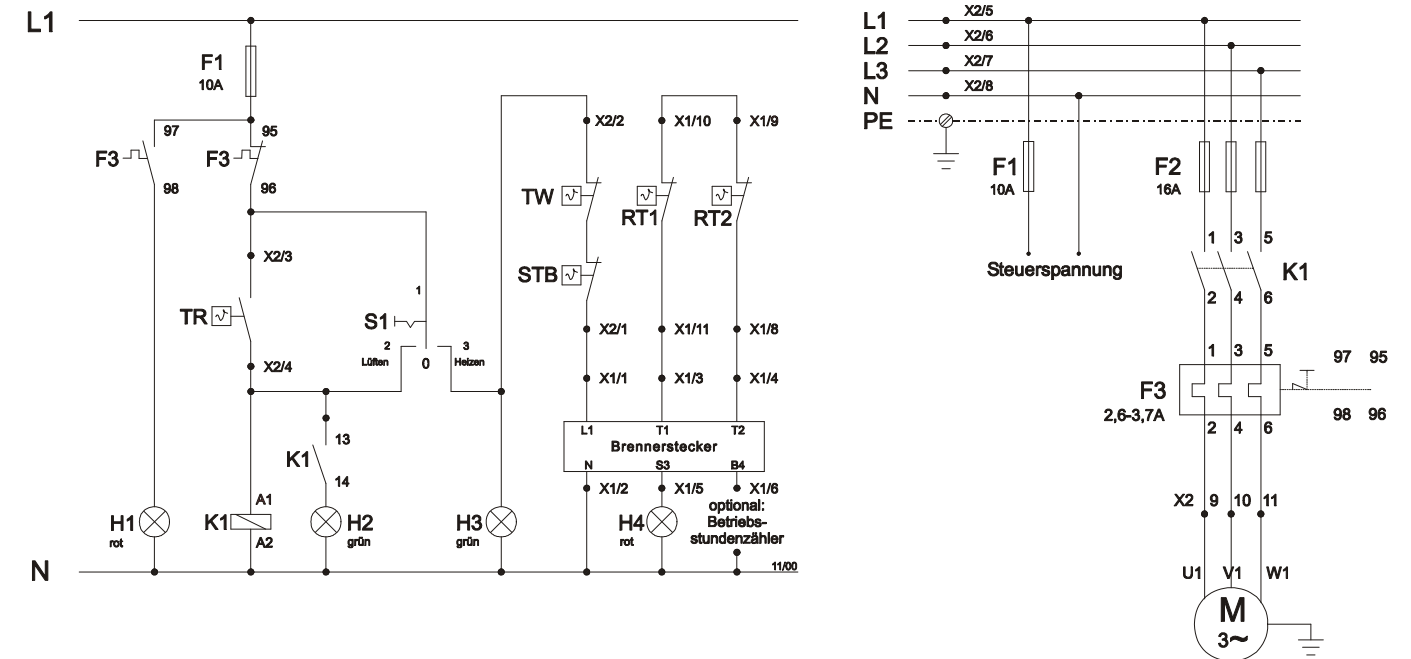 L1
F1
10A
97
95
F3
F3
98
96
X2/3
TR
X2/4
1
S1
2
3
Lüften
0
Heizen
13
K1
14
H1
rot
K1
A1
A2
H2
grün
H3
grün
X2/2
X1/10
X1/9
TW
RT1
RT2
STB
X2/1
X1/11
X1/8
X1/1
X1/3
X1/4
L1
T1
T2
Brennerstecker
N
S3
B4
X1/2
X1/5
X1/6
H4
rot
optional:
Betriebs-
stundenzähler
N
11/00
L1
X2/5
L2
X2/6
L3
X2/7
N
X2/8
PE
F1
10A
F2
16A
Steuerspannung
1 3 5
K1
2 4 6
1 3 5
97 95
F3
2,6-3,7A
98 96
2 4 6
X2 9 10 11
U1 V1 W1
M
3~